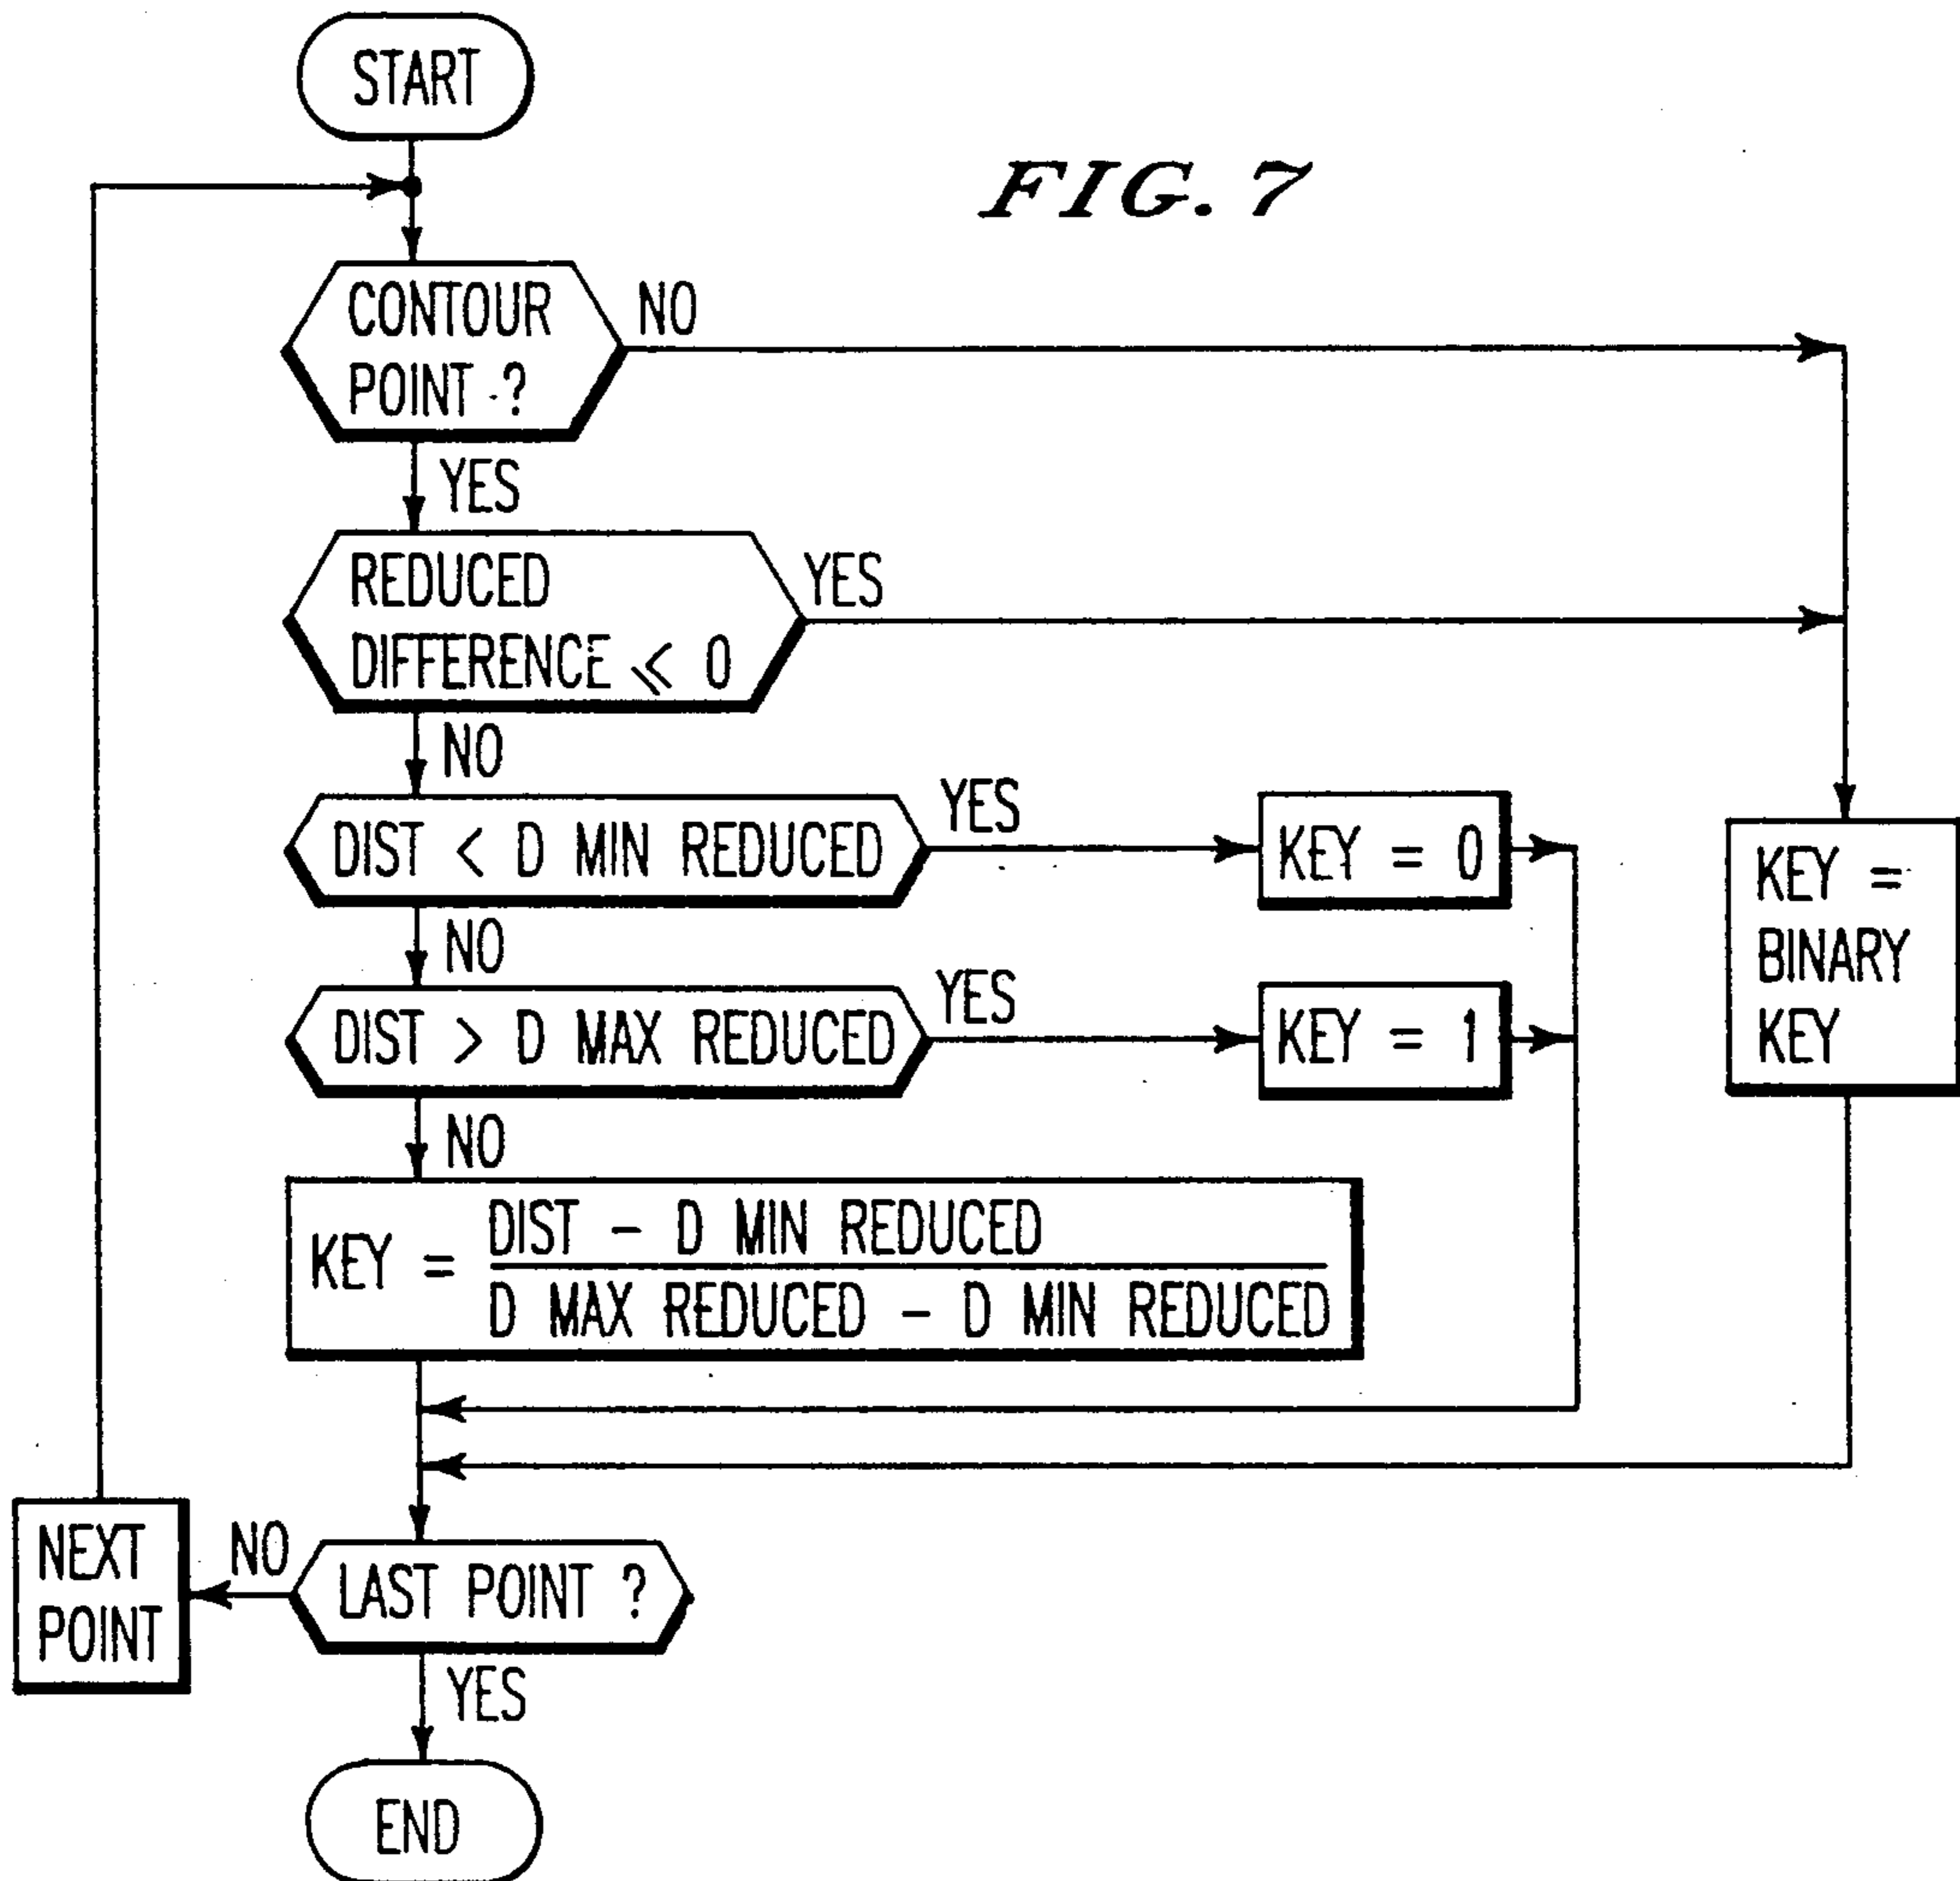 START
FIG. 7
CONTOUR
POINT ?
NO
YES
REDUCED
DIFFERENCE ⩽ 0
YES
NO
DIST < D MIN REDUCED
YES
KEY = 0
KEY =
BINARY
KEY
NO
DIST > D MAX REDUCED
YES
KEY = 1
NO
KEY = DIST - D MIN REDUCED
D MAX REDUCED - D MIN REDUCED
NEXT
POINT
NO
LAST POINT ?
YES
END